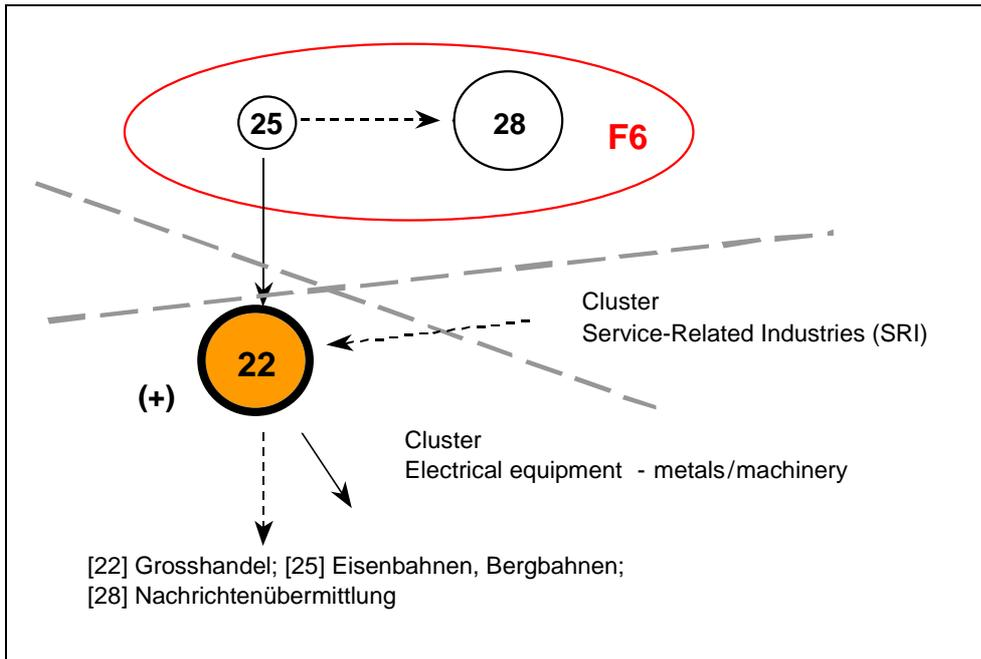 25
28
F6
Cluster
Service-Related Industries (SRI)
22
(+)
Cluster
Electrical equipment - metals/machinery
[22] Grosshandel; [25] Eisenbahnen, Bergbahnen;
[28] Nachrichtenübermittlung